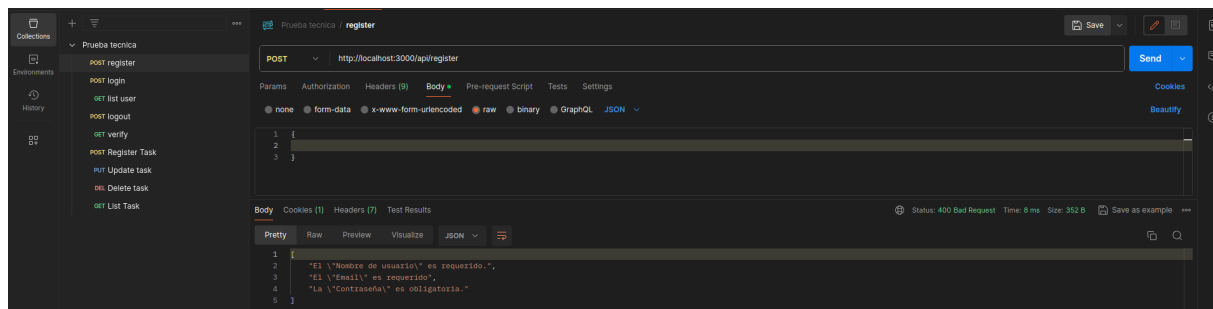 Collections
Environments
History
Prueba tecnica
POST register
POST login
GET list user
POST logout
GET verify
POST Register Task
PUT Update task
DEL Delete task
GET List Task
Prueba tecnica / register
Save
POST http://localhost:3000/api/register
Send
Params Authorization Headers (9) Body Pre-request Script Tests Settings
Cookies
none form-data x-www-form-urlencoded raw binary GraphQL JSON
Beautify
1 {
2
3 }
Body Cookies (1) Headers (7) Test Results
Status: 400 Bad Request Time: 8 ms Size: 352 B Save as example
Pretty Raw Preview Visualize JSON
1 [
2 "El \"Nombre de usuario\" es requerido.",
3 "El \"Email\" es requerido",
4 "La \"Contraseña\" es obligatoria."
5 ]